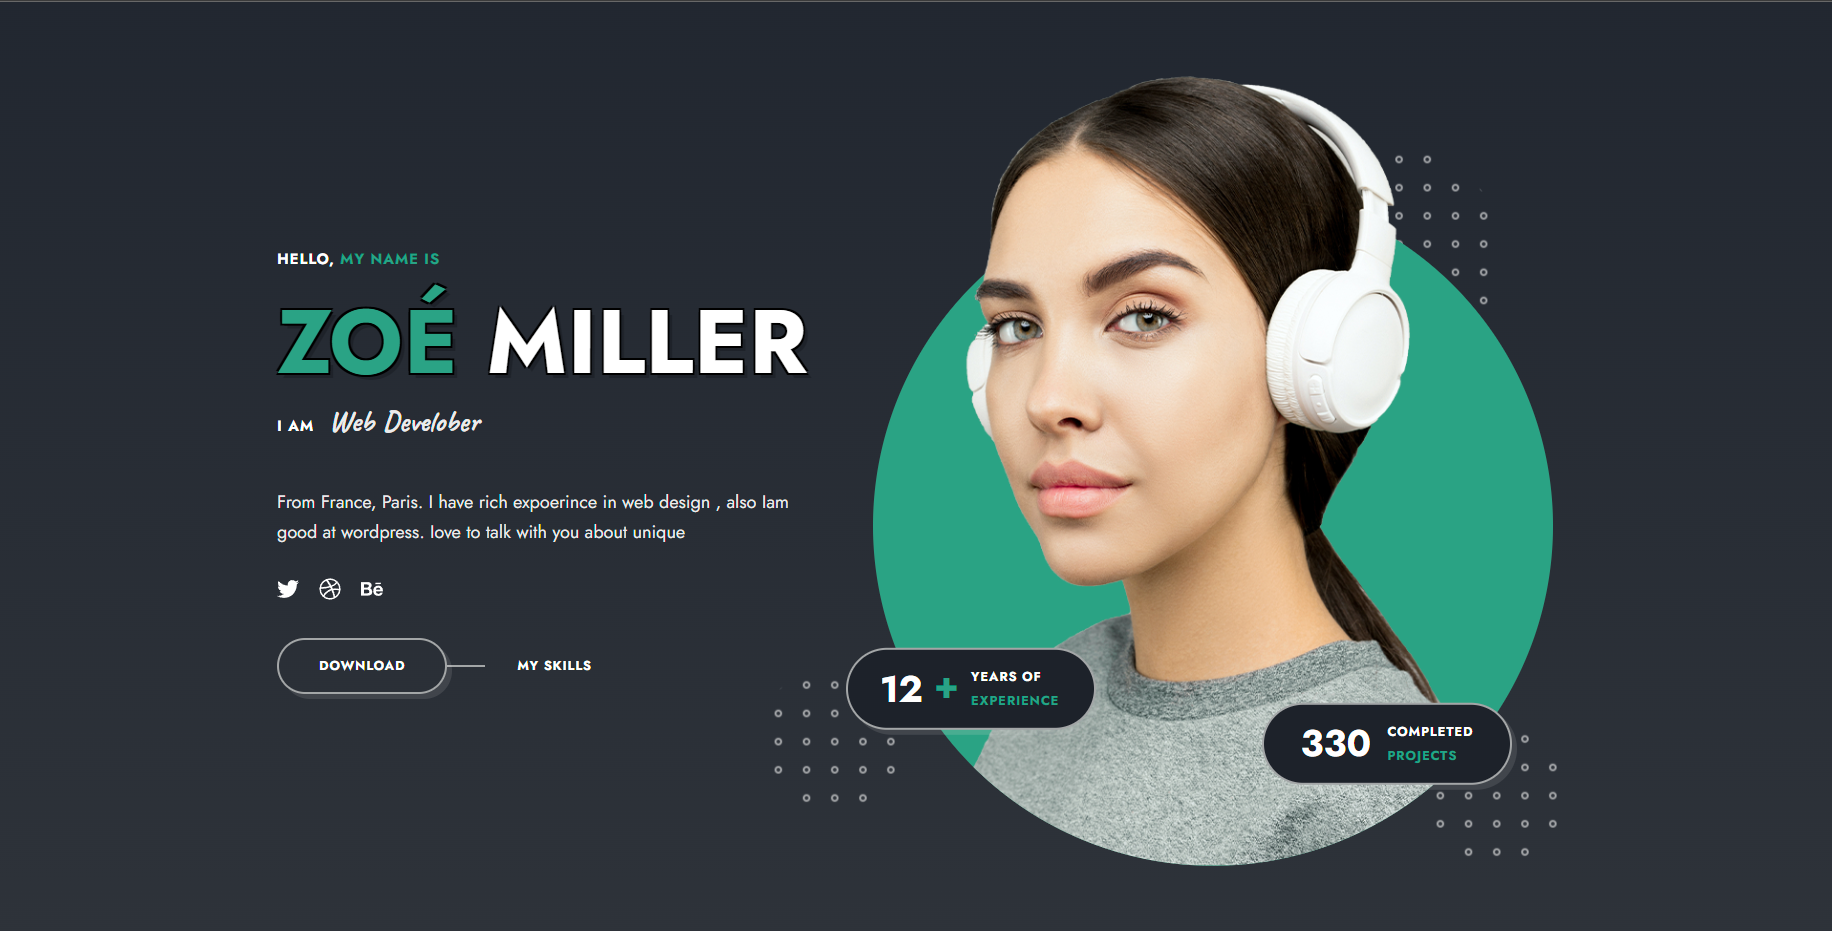 HELLO, MY NAME IS
ZOÉ MILLER
I AM Web Develober
From France, Paris. I have rich expoerince in web design , also Iam
good at wordpress. love to talk with you about unique
Bē
DOWNLOAD
MY SKILLS
12 + YEARS OF
EXPERIENCE
330 COMPLETED
PROJECTS